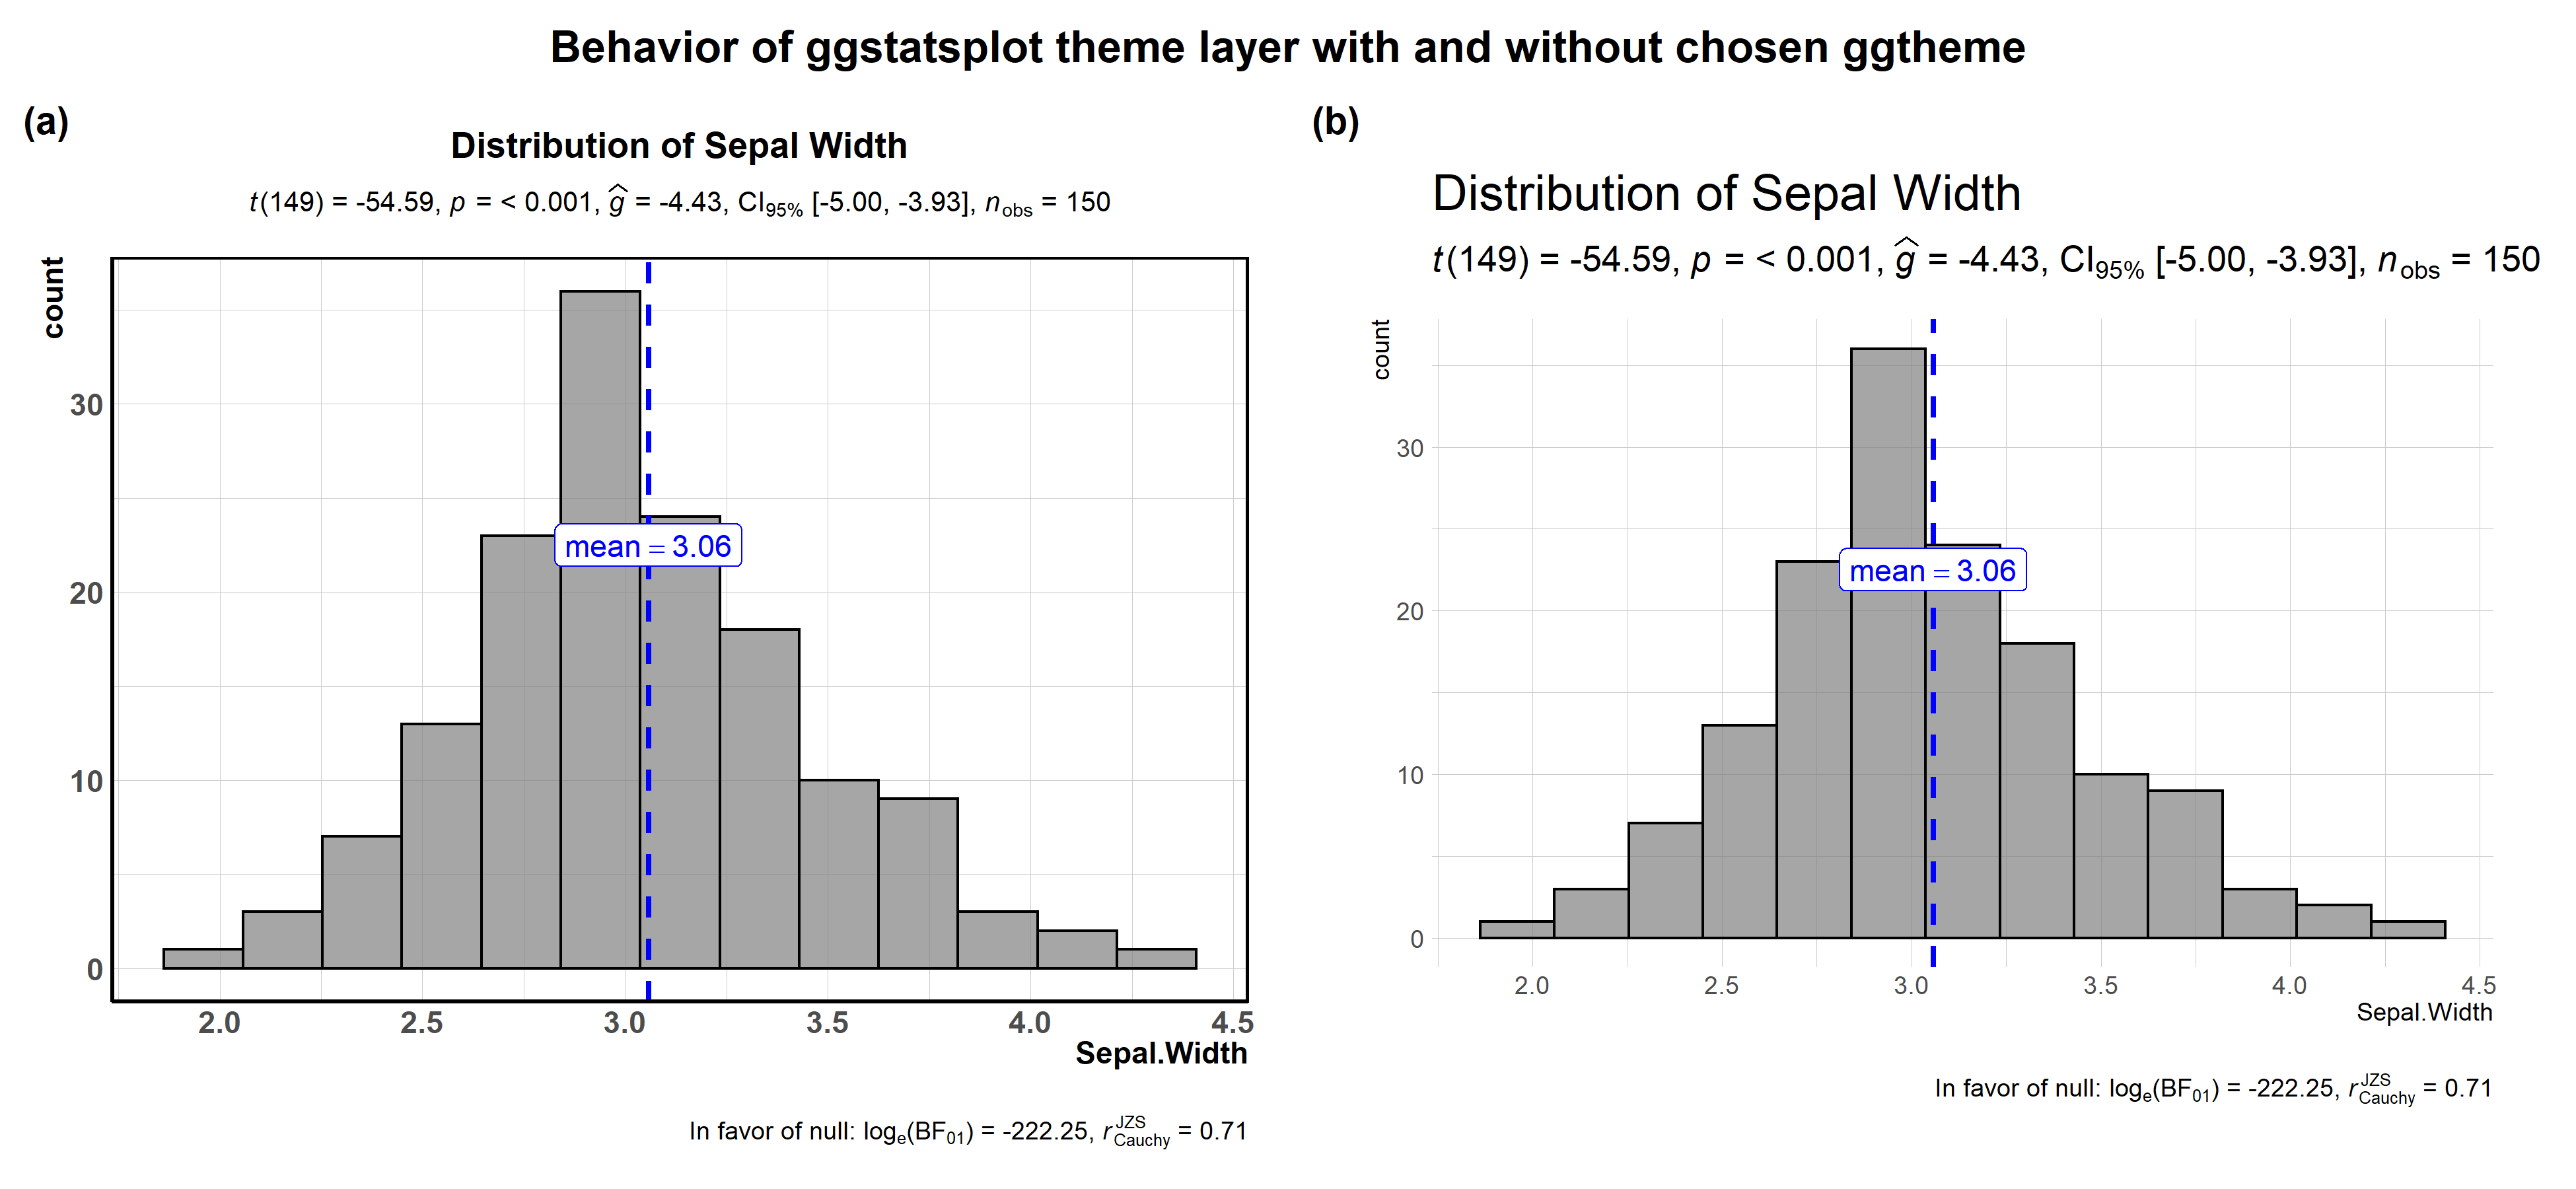 Behavior of ggstatsplot theme layer with and without chosen ggtheme
(a)
Distribution of Sepal Width
t(149) = -54.59, p = < 0.001, ĝ = -4.43, CI95% [-5.00, -3.93], nobs = 150
count
30
20
10
0
mean = 3.06
2.0 2.5 3.0 3.5 4.0 4.5
Sepal.Width
In favor of null: loge(BF01) = -222.25, rCauchyJZS = 0.71
(b)
Distribution of Sepal Width
t(149) = -54.59, p = < 0.001, ĝ = -4.43, CI95% [-5.00, -3.93], nobs = 150
count
30
20
10
0
mean = 3.06
2.0 2.5 3.0 3.5 4.0 4.5
Sepal.Width
In favor of null: loge(BF01) = -222.25, rCauchyJZS = 0.71